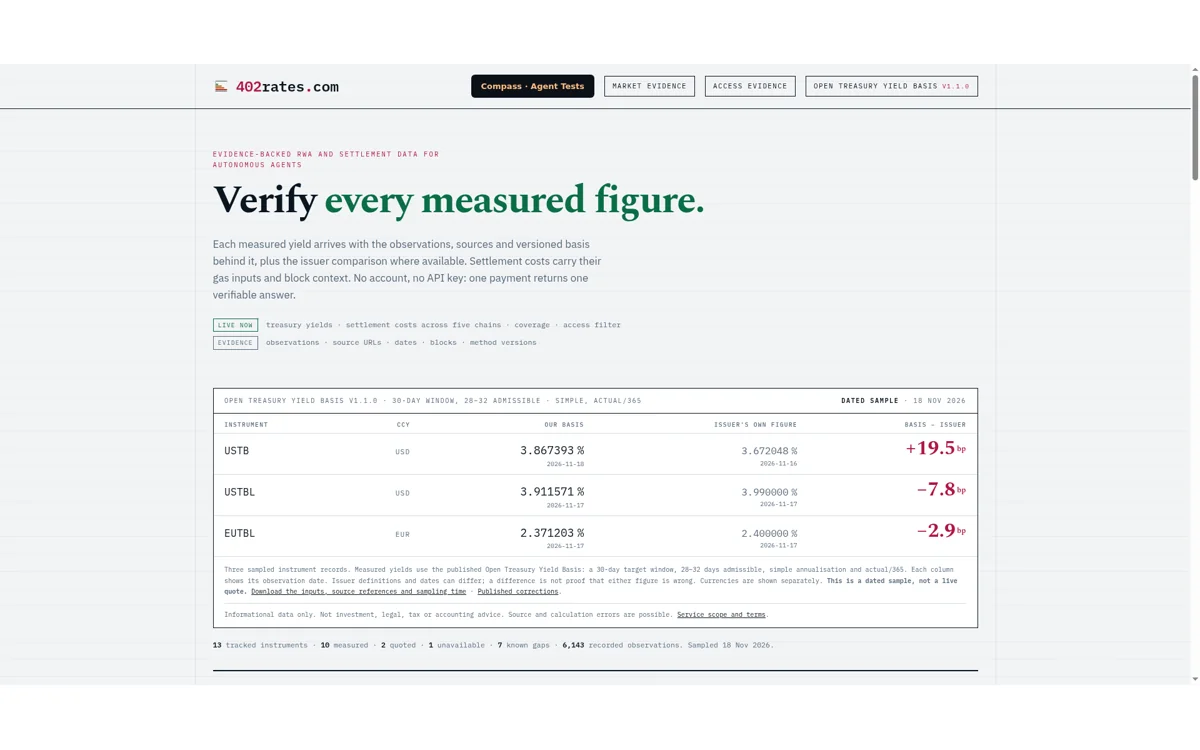 402rates.com
Compass · Agent Tests
MARKET EVIDENCE
ACCESS EVIDENCE
OPEN TREASURY YIELD BASIS V1.1.0
EVIDENCE-BACKED RWA AND SETTLEMENT DATA FOR
AUTONOMOUS AGENTS
Verify every measured figure.
Each measured yield arrives with the observations, sources and versioned basis
behind it, plus the issuer comparison where available. Settlement costs carry their
gas inputs and block context. No account, no API key: one payment returns one
verifiable answer.
LIVE NOW treasury yields · settlement costs across five chains · coverage · access filter
EVIDENCE observations · source URLs · dates · blocks · method versions
OPEN TREASURY YIELD BASIS V1.1.0 · 30-DAY WINDOW, 28–32 ADMISSIBLE · SIMPLE, ACTUAL/365
DATED SAMPLE · 18 NOV 2026
INSTRUMENT CCY OUR BASIS ISSUER'S OWN FIGURE BASIS − ISSUER
USTB USD 3.867393 % 3.672048 % +19.5 bp
2026-11-18 2026-11-16
USTBL USD 3.911571 % 3.990000 % −7.8 bp
2026-11-17 2026-11-17
EUTBL EUR 2.371203 % 2.400000 % −2.9 bp
2026-11-17 2026-11-17
Three sampled instrument records. Measured yields use the published Open Treasury Yield Basis: a 30-day target window, 28–32 days admissible, simple annualisation and actual/365. Each column
shows its observation date. Issuer definitions and dates can differ; a difference is not proof that either figure is wrong. Currencies are shown separately. This is a dated sample, not a live
quote. Download the inputs, source references and sampling time · Published corrections.
Informational data only. Not investment, legal, tax or accounting advice. Source and calculation errors are possible. Service scope and terms.
13 tracked instruments · 10 measured · 2 quoted · 1 unavailable · 7 known gaps · 6,143 recorded observations. Sampled 18 Nov 2026.